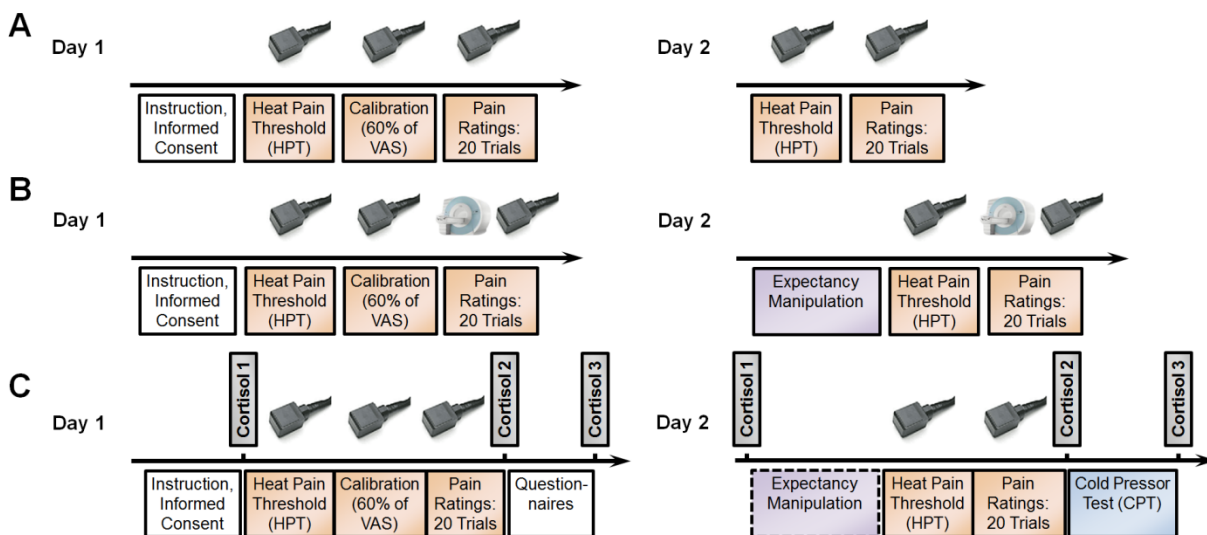 A
Day 1
Instruction,
Informed
Consent
Heat Pain
Threshold
(HPT)
Calibration
(60% of
VAS)
Pain
Ratings:
20 Trials
Day 2
Heat Pain
Threshold
(HPT)
Pain
Ratings:
20 Trials
B
Day 1
Instruction,
Informed
Consent
Heat Pain
Threshold
(HPT)
Calibration
(60% of
VAS)
Pain
Ratings:
20 Trials
Day 2
Expectancy
Manipulation
Heat Pain
Threshold
(HPT)
Pain
Ratings:
20 Trials
C
Day 1
Cortisol 1
Cortisol 2
Cortisol 3
Instruction,
Informed
Consent
Heat Pain
Threshold
(HPT)
Calibration
(60% of
VAS)
Pain
Ratings:
20 Trials
Question-
naires
Day 2
Cortisol 1
Cortisol 2
Cortisol 3
Expectancy
Manipulation
Heat Pain
Threshold
(HPT)
Pain
Ratings:
20 Trials
Cold Pressor
Test (CPT)